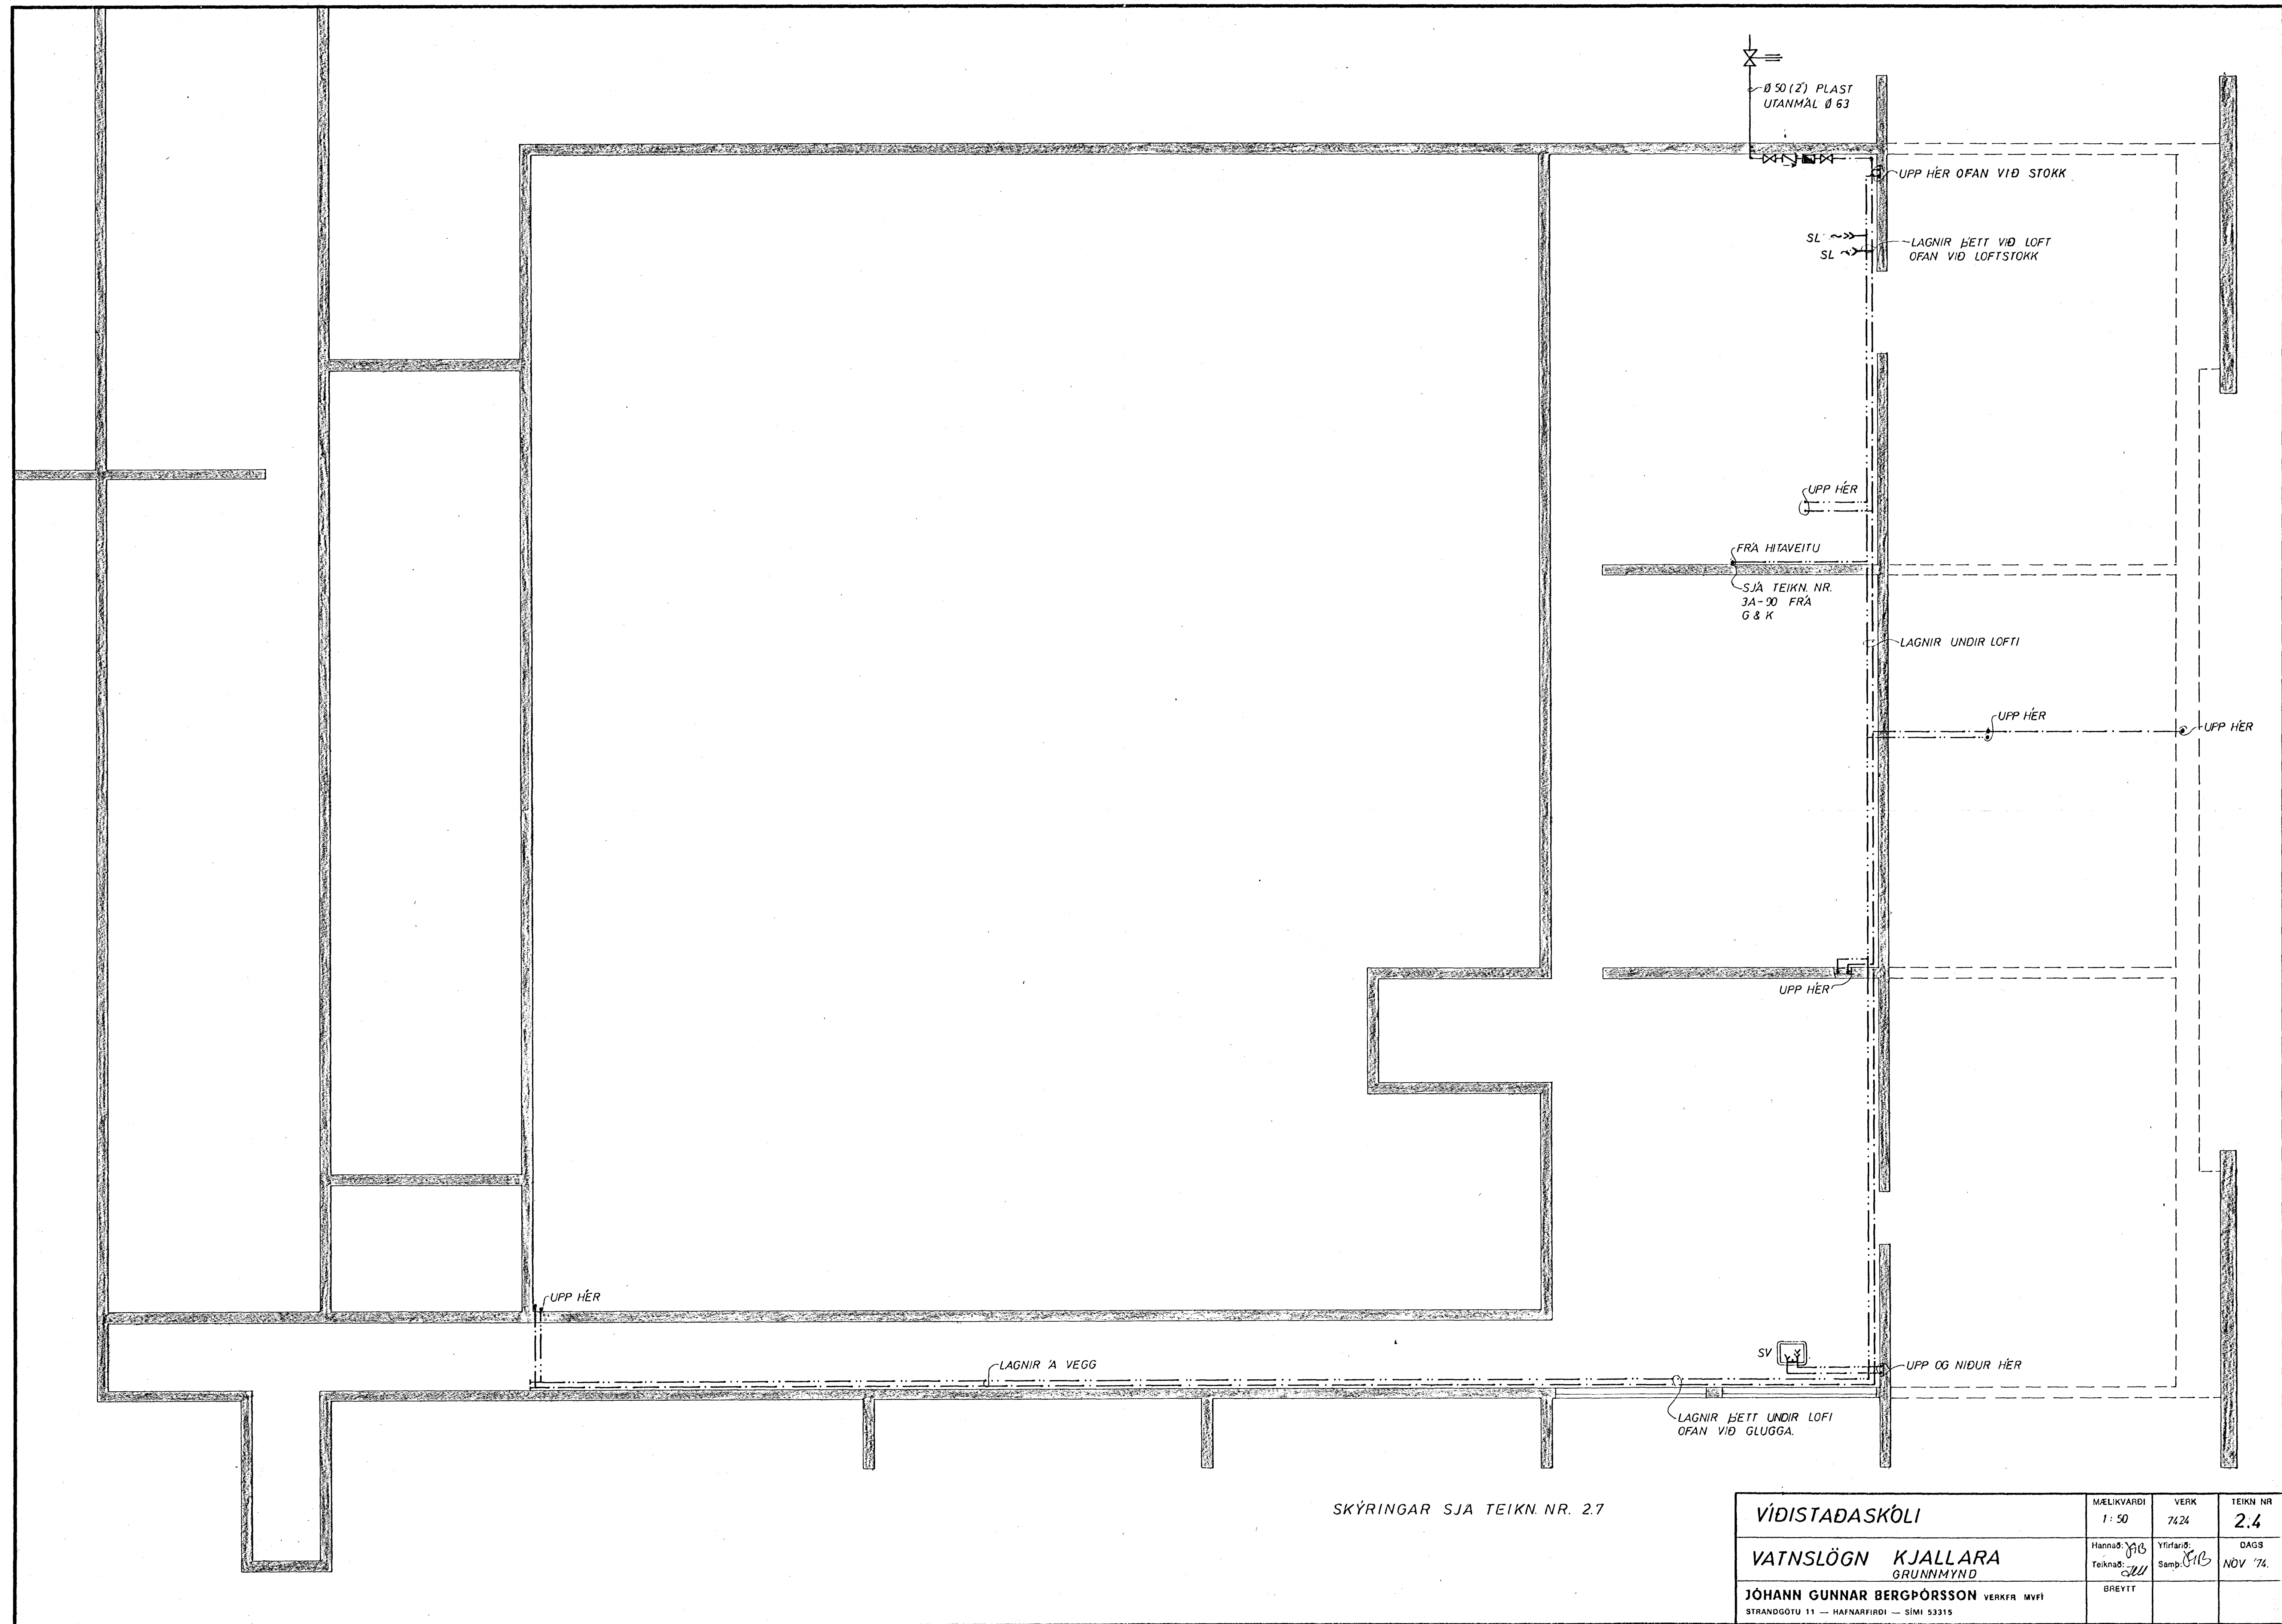 Ø 50 (2") PLAST
UTANMÁL Ø 63
UPP HÉR OFAN VIÐ STOKK
SL
SL
LAGNIR ÞÉTT VIÐ LOFT
OFAN VIÐ LOFTSTOKK
UPP HÉR
FRÁ HITAVEITU
SJÁ TEIKN. NR.
3A-90 FRÁ
G & K
LAGNIR UNDIR LOFTI
UPP HÉR
UPP HÉR
UPP HÉR
UPP HÉR
LAGNIR Á VEGG
SV
UPP OG NIÐUR HÉR
LAGNIR ÞÉTT UNDIR LOFI
OFAN VIÐ GLUGGA.
SKÝRINGAR SJA TEIKN. NR. 2.7
VÍÐISTAÐASKÓLI
MÆLIKVARÐI
1:50
VERK
7424
TEIKN NR
2.4
VATNSLÖGN KJALLARA
GRUNNMYND
Hannað:
Teiknað:
Yfirfarið:
Samþ:
DAGS
NÓV '74.
JÓHANN GUNNAR BERGÞÓRSSON VERKFR MVFÍ
STRANDGÖTU 11 — HAFNARFIRÐI — SÍMI 53315
BREYTT